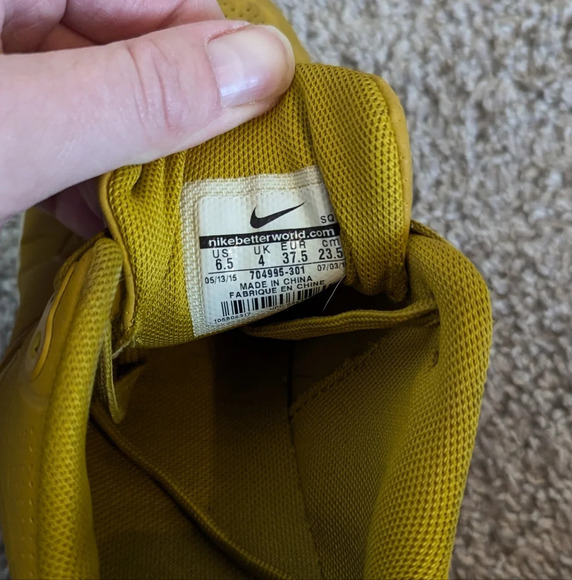 SQ
nikebetterworld.com
US UK EUR cm
6.5 4 37.5 23.5
05/13/15 704995-301 07/03/
MADE IN CHINA
FABRIQUE EN CHINE